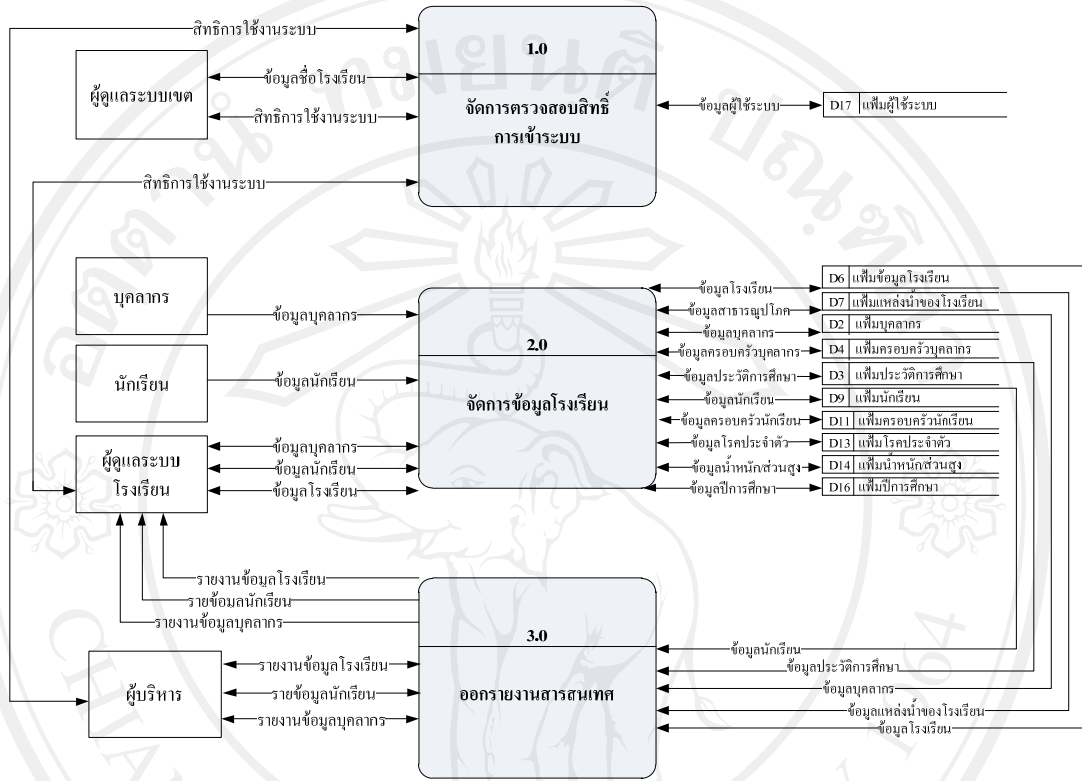 สิทธิการใช้งานระบบ
1.0
ผู้ดูแลระบบเขต
ข้อมูลชื่อโรงเรียน
จัดการตรวจสอบสิทธิ์
การเข้าระบบ
ข้อมูลผู้ใช้ระบบ
D17 แฟ้มผู้ใช้ระบบ
สิทธิการใช้งานระบบ
สิทธิการใช้งานระบบ
บุคลากร
ข้อมูลบุคลากร
นักเรียน
ข้อมูลนักเรียน
2.0
จัดการข้อมูลโรงเรียน
ผู้ดูแลระบบ
โรงเรียน
ข้อมูลบุคลากร
ข้อมูลนักเรียน
ข้อมูลโรงเรียน
ข้อมูลโรงเรียน
D6 แฟ้มข้อมูลโรงเรียน
ข้อมูลสาธารณูปโภค
D7 แฟ้มแหล่งน้ำของโรงเรียน
ข้อมูลบุคลากร
D2 แฟ้มบุคลากร
ข้อมูลครอบครัวบุคลากร
D4 แฟ้มครอบครัวบุคลากร
ข้อมูลประวัติการศึกษา
D3 แฟ้มประวัติการศึกษา
ข้อมูลนักเรียน
D9 แฟ้มนักเรียน
ข้อมูลครอบครัวนักเรียน
D11 แฟ้มครอบครัวนักเรียน
ข้อมูลโรคประจำตัว
D13 แฟ้มโรคประจำตัว
ข้อมูลน้ำหนัก/ส่วนสูง
D14 แฟ้มน้ำหนัก/ส่วนสูง
ข้อมูลปีการศึกษา
D16 แฟ้มปีการศึกษา
รายงานข้อมูลโรงเรียน
รายข้อมูลนักเรียน
รายงานข้อมูลบุคลากร
3.0
ออกรายงานสารสนเทศ
ผู้บริหาร
รายงานข้อมูลโรงเรียน
รายข้อมูลนักเรียน
รายงานข้อมูลบุคลากร
ข้อมูลนักเรียน
ข้อมูลประวัติการศึกษา
ข้อมูลบุคลากร
ข้อมูลแหล่งน้ำของโรงเรียน
ข้อมูลโรงเรียน